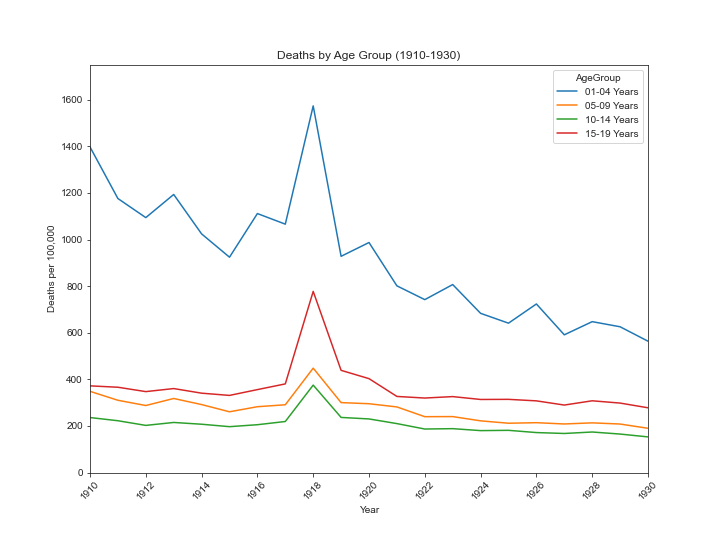 Deaths by Age Group (1910-1930)
AgeGroup
01-04 Years
05-09 Years
10-14 Years
15-19 Years
Deaths per 100,000
1600
1400
1200
1000
800
600
400
200
0
1910
1912
1914
1916
1918
1920
1922
1924
1926
1928
1930
Year